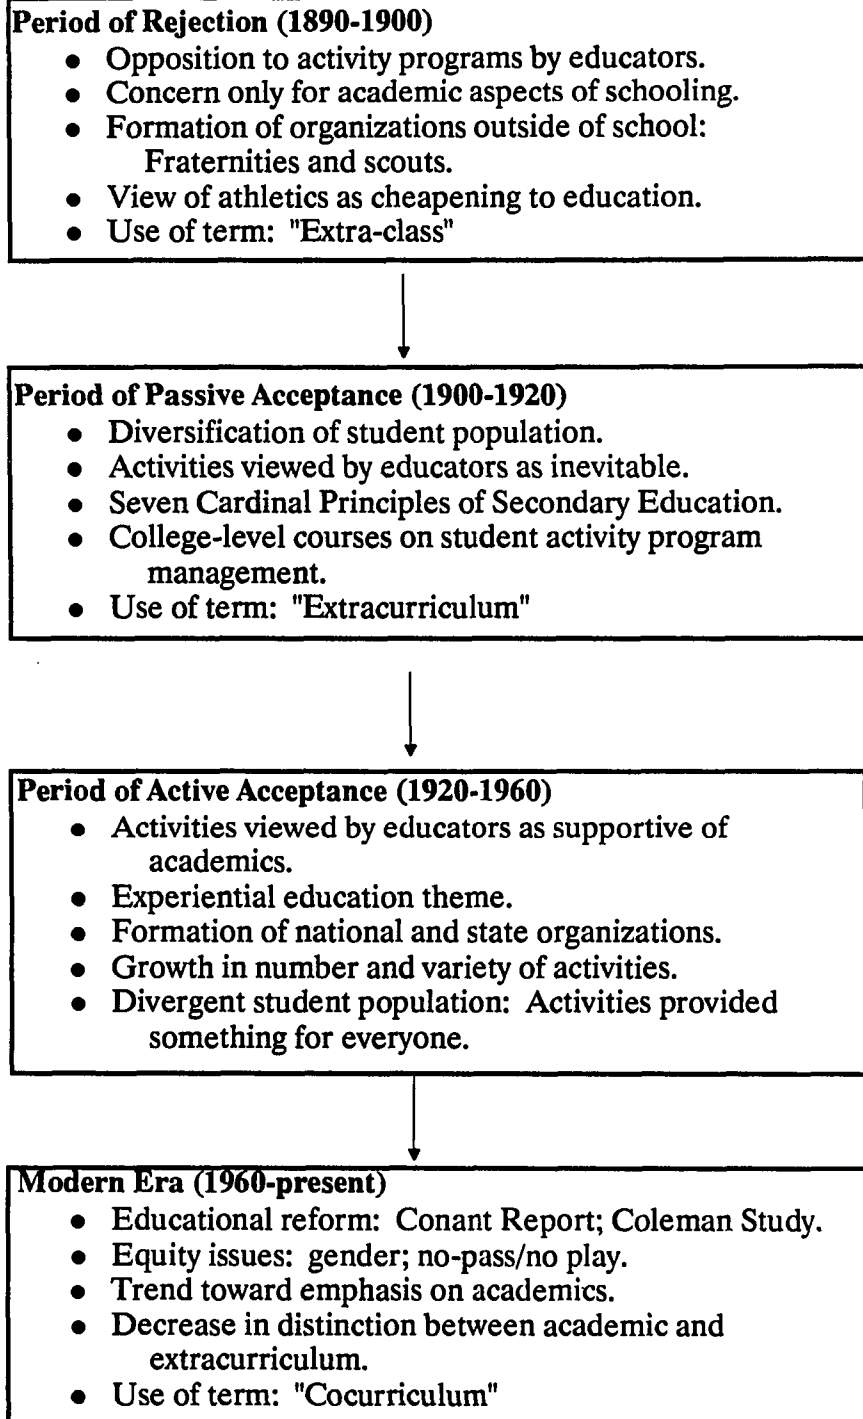 Period of Rejection (1890-1900)
● Opposition to activity programs by educators.
● Concern only for academic aspects of schooling.
● Formation of organizations outside of school:
Fraternities and scouts.
● View of athletics as cheapening to education.
● Use of term: "Extra-class"
Period of Passive Acceptance (1900-1920)
● Diversification of student population.
● Activities viewed by educators as inevitable.
● Seven Cardinal Principles of Secondary Education.
● College-level courses on student activity program
management.
● Use of term: "Extracurriculum"
Period of Active Acceptance (1920-1960)
● Activities viewed by educators as supportive of
academics.
● Experiential education theme.
● Formation of national and state organizations.
● Growth in number and variety of activities.
● Divergent student population: Activities provided
something for everyone.
Modern Era (1960-present)
● Educational reform: Conant Report; Coleman Study.
● Equity issues: gender; no-pass/no play.
● Trend toward emphasis on academics.
● Decrease in distinction between academic and
extracurriculum.
● Use of term: "Cocurriculum"